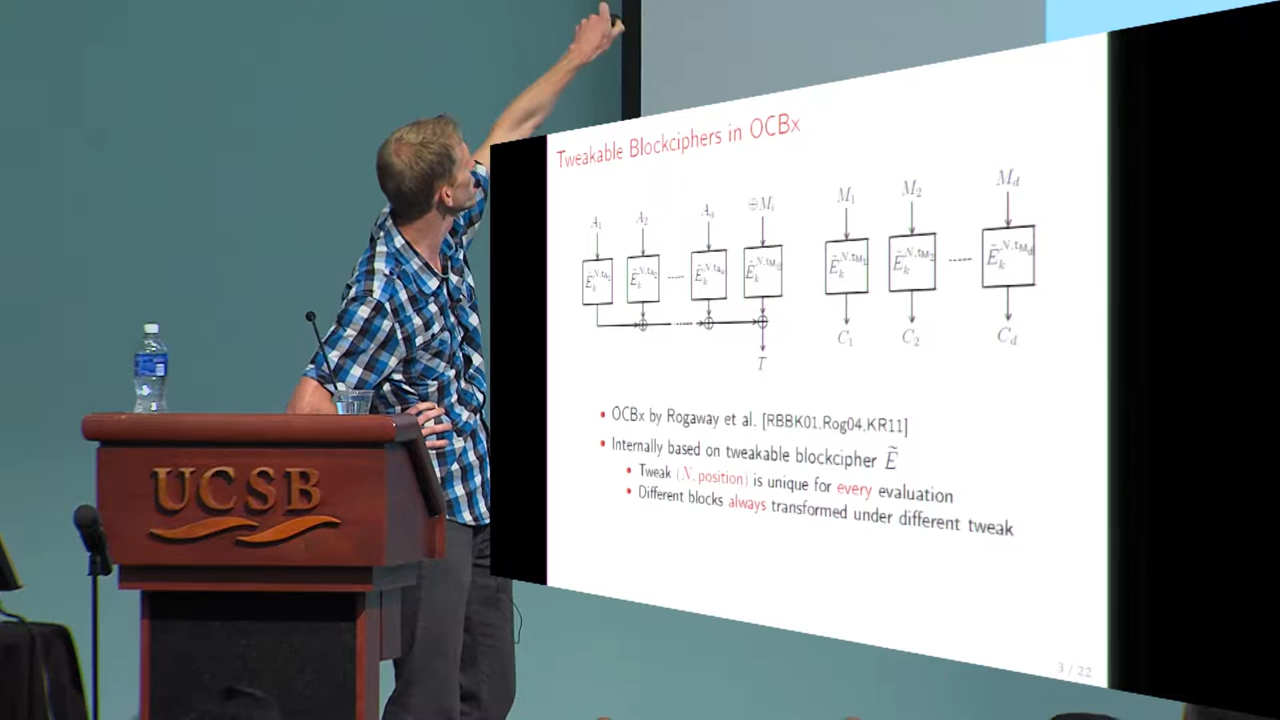 Tweakable Blockciphers in OCBx
A1 A2 Aa ⊕Mi M1 M2 Md
C1 C2 Cd
T
• OCBx by Rogaway et al. [RBBK01,Rog04,KR11]
• Internally based on tweakable blockcipher Ẽ
• Tweak (N, position) is unique for every evaluation
• Different blocks always transformed under different tweak
3 / 22
UCSB